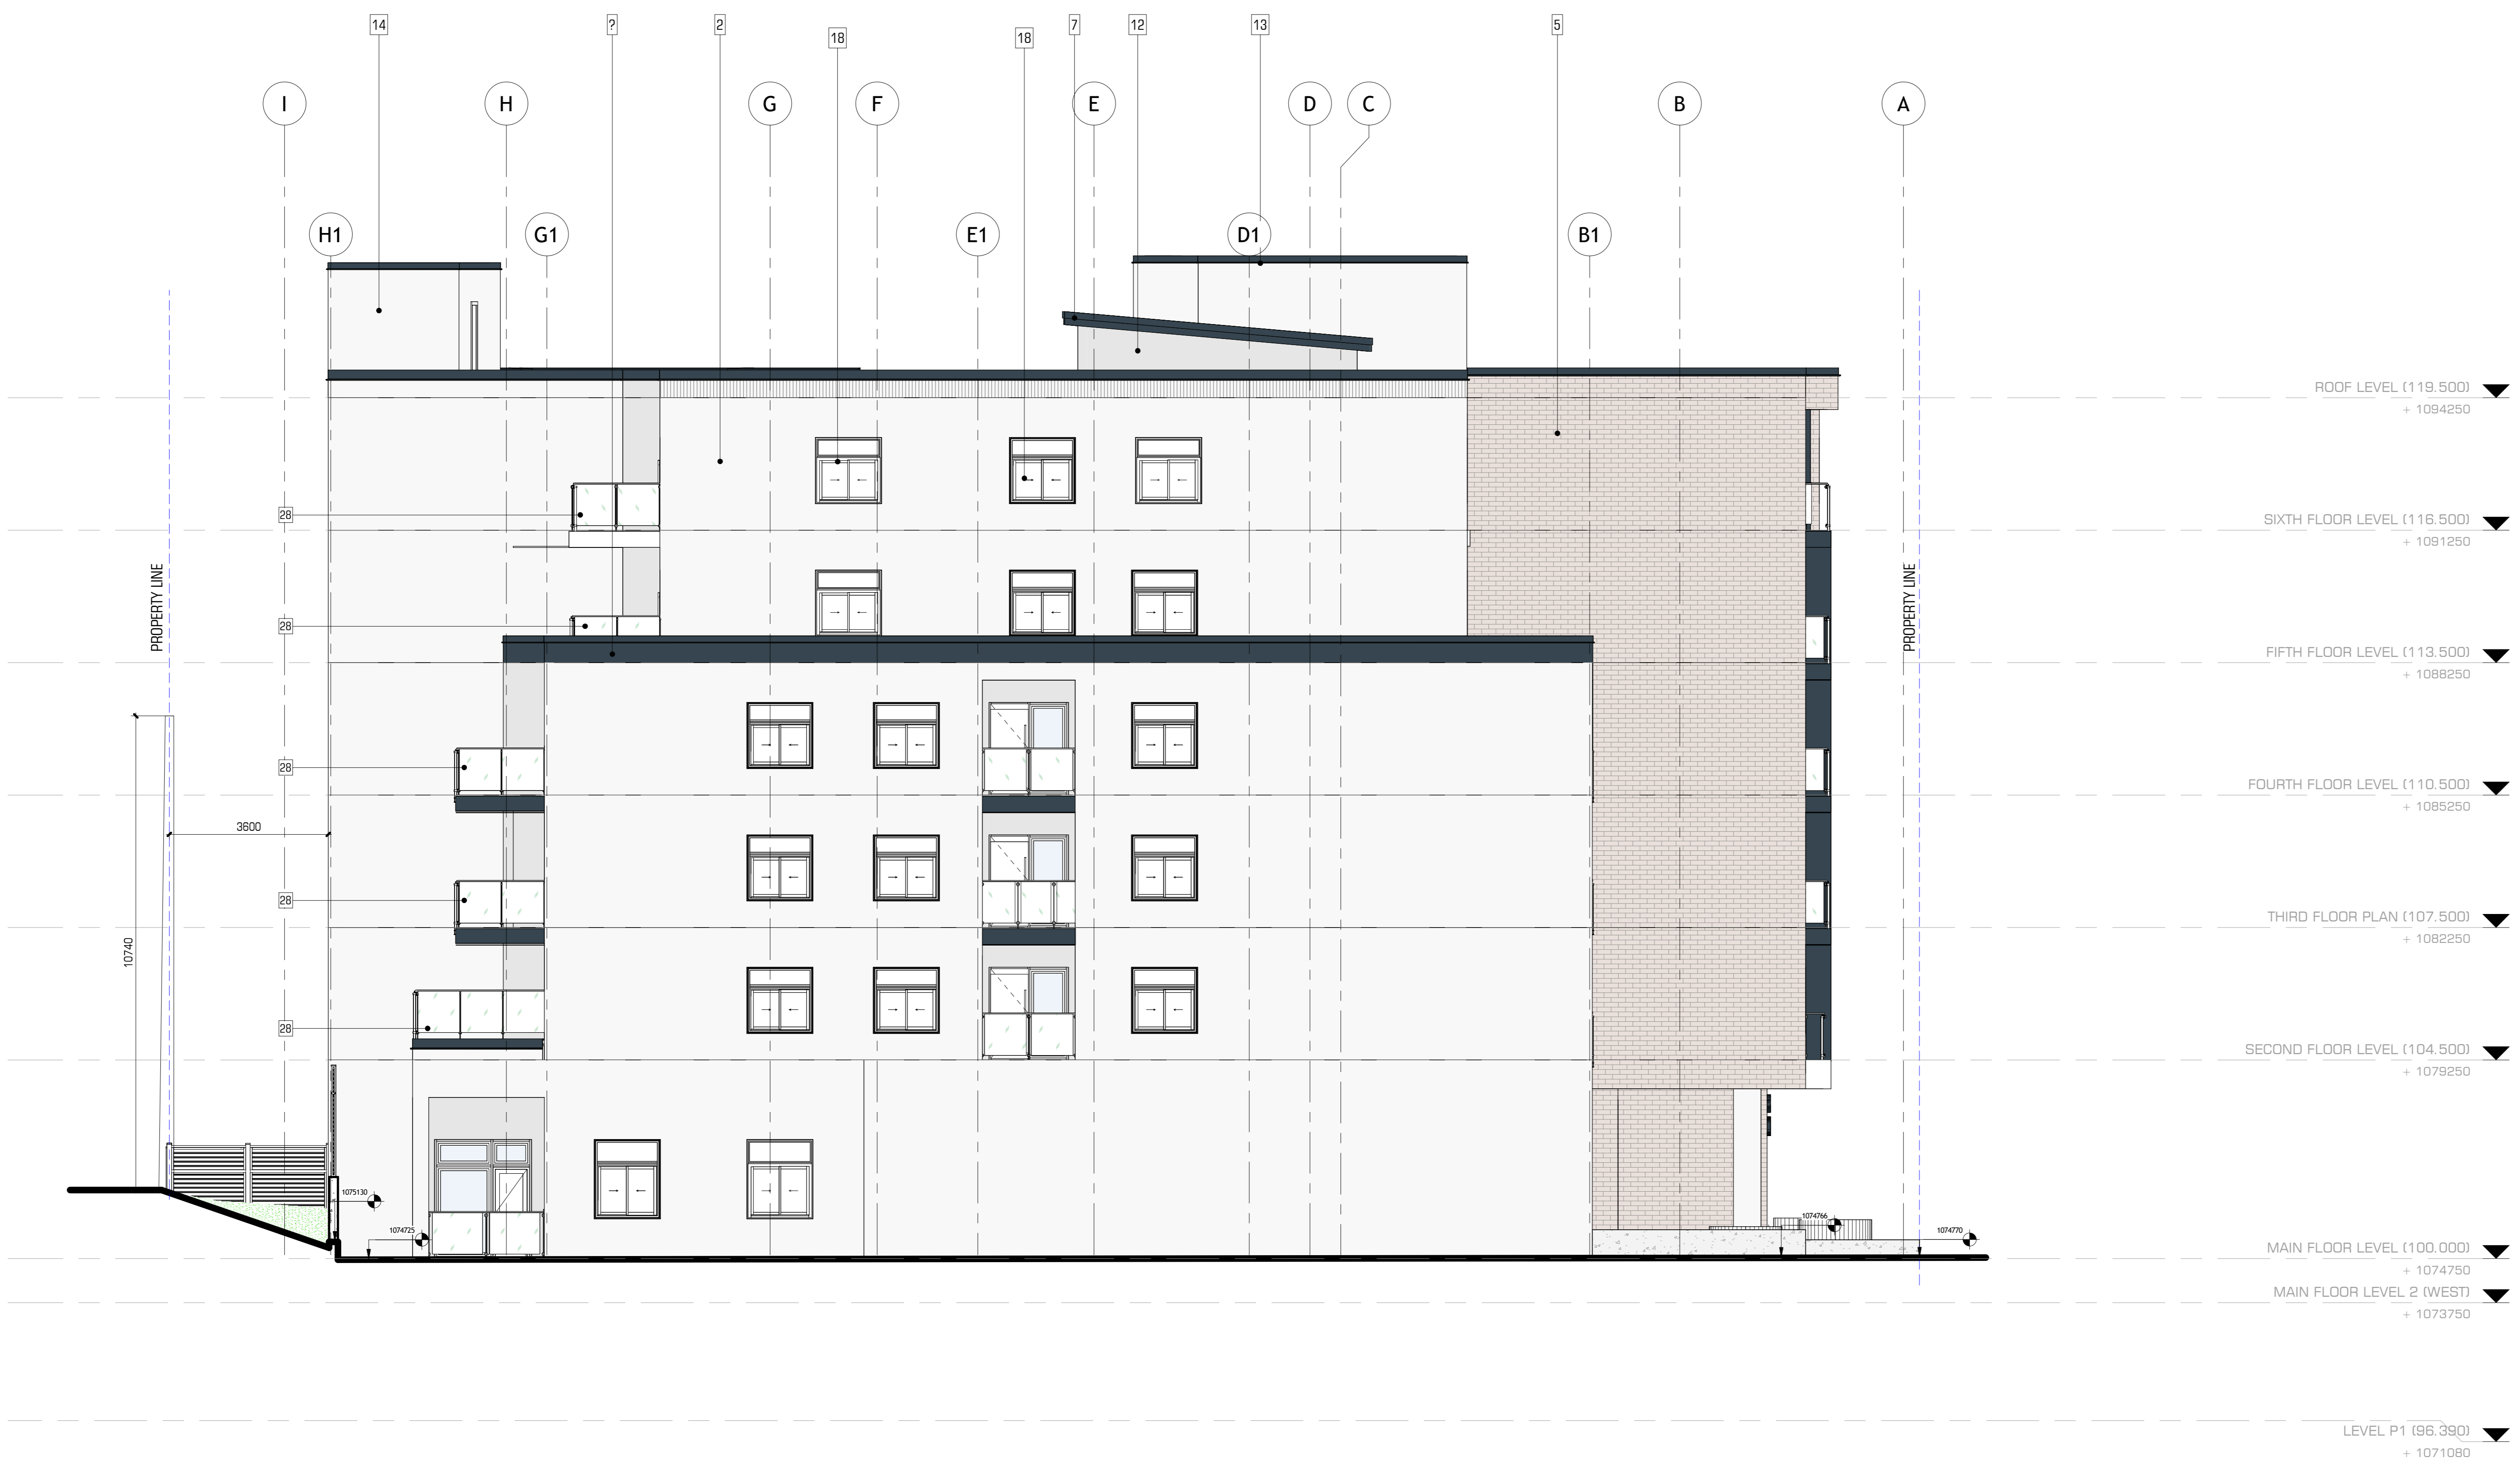 14
?
2
18
18
7
12
13
5
I
H
G
F
E
D
C
B
A
H1
G1
E1
D1
B1
ROOF LEVEL (119.500)
+ 1094250
28
SIXTH FLOOR LEVEL (116.500)
+ 1091250
PROPERTY LINE
PROPERTY LINE
28
FIFTH FLOOR LEVEL (113.500)
+ 1088250
28
FOURTH FLOOR LEVEL (110.500)
+ 1085250
3600
28
THIRD FLOOR PLAN (107.500)
+ 1082250
10740
28
SECOND FLOOR LEVEL (104.500)
+ 1079250
1075130
1074725
1074766
1074770
MAIN FLOOR LEVEL (100.000)
+ 1074750
MAIN FLOOR LEVEL 2 (WEST)
+ 1073750
LEVEL P1 (96.390)
+ 1071080